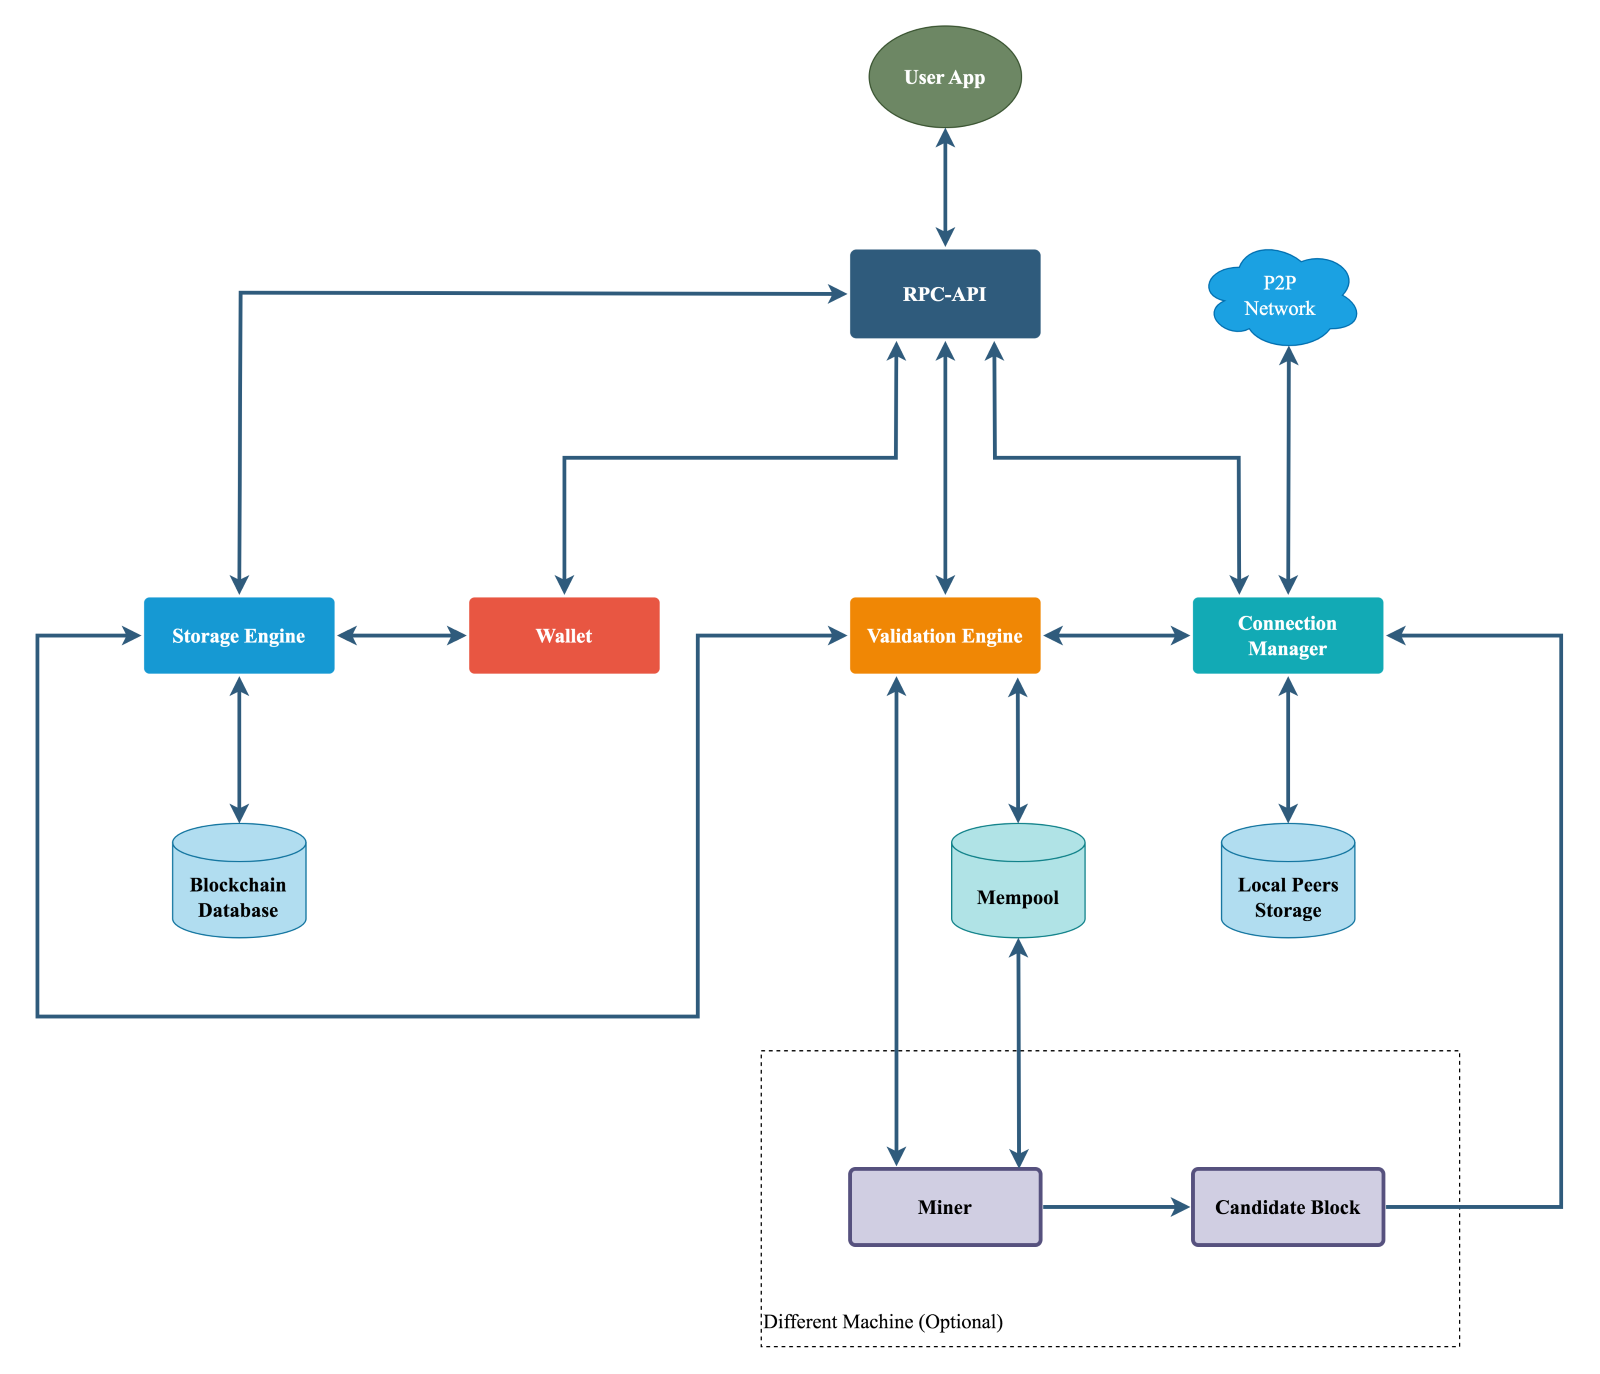 User App
RPC-API
P2P
Network
Storage Engine
Wallet
Validation Engine
Connection
Manager
Blockchain
Database
Mempool
Local Peers
Storage
Miner
Candidate Block
Different Machine (Optional)